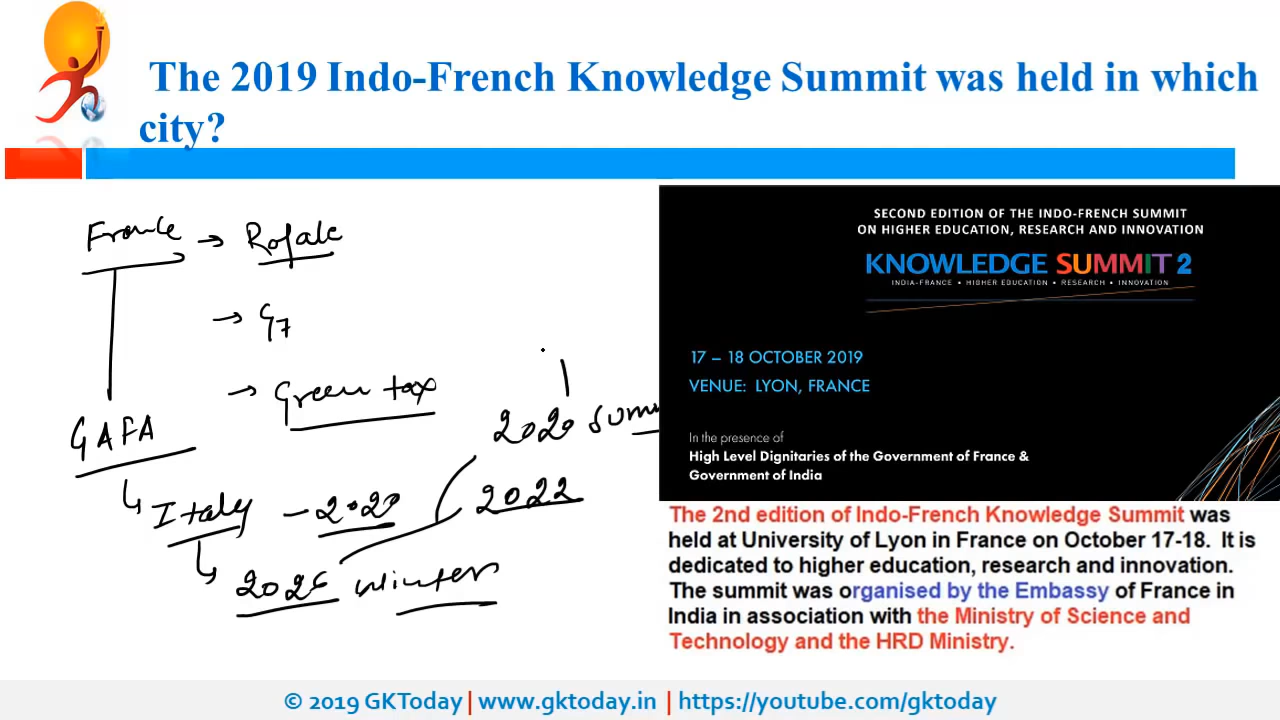 The 2019 Indo-French Knowledge Summit was held in which
city?
France → Rafale
→ G7
→ Green tax
GAFA
Italy – 2020
2026 Winter
2020 Summ
2022
SECOND EDITION OF THE INDO-FRENCH SUMMIT
ON HIGHER EDUCATION, RESEARCH AND INNOVATION
KNOWLEDGE SUMMIT 2
INDIA-FRANCE • HIGHER EDUCATION • RESEARCH • INNOVATION
17 – 18 OCTOBER 2019
VENUE: LYON, FRANCE
In the presence of
High Level Dignitaries of the Government of France &
Government of India
The 2nd edition of Indo-French Knowledge Summit was
held at University of Lyon in France on October 17-18. It is
dedicated to higher education, research and innovation.
The summit was organised by the Embassy of France in
India in association with the Ministry of Science and
Technology and the HRD Ministry.
© 2019 GKToday | www.gktoday.in | https://youtube.com/gktoday